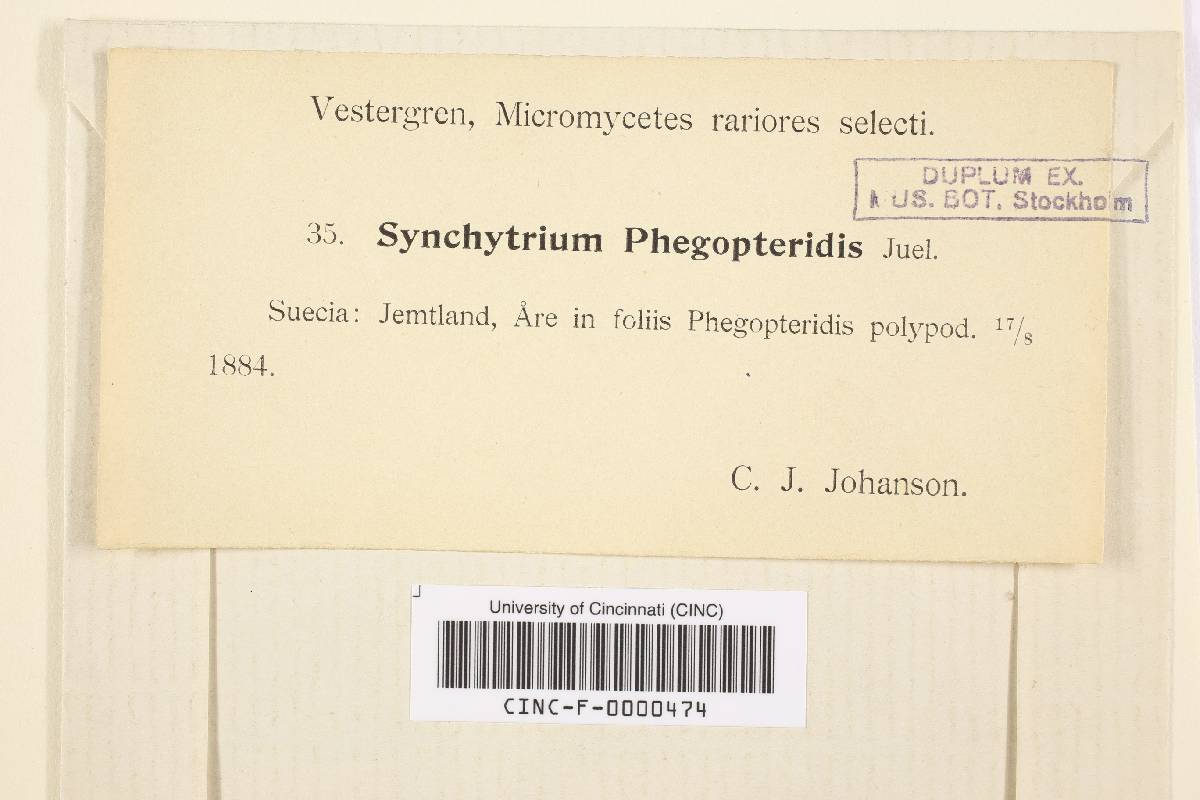 Vestergren, Micromycetes rariores selecti.
DUPLUM EX.
MUS. BOT. Stockholm
35. Synchytrium Phegopteridis Juel.
Suecia: Jemtland, Åre in foliis Phegopteridis polypod. 17/8
1884.
C. J. Johanson.
University of Cincinnati (CINC)
CINC-F-0000474